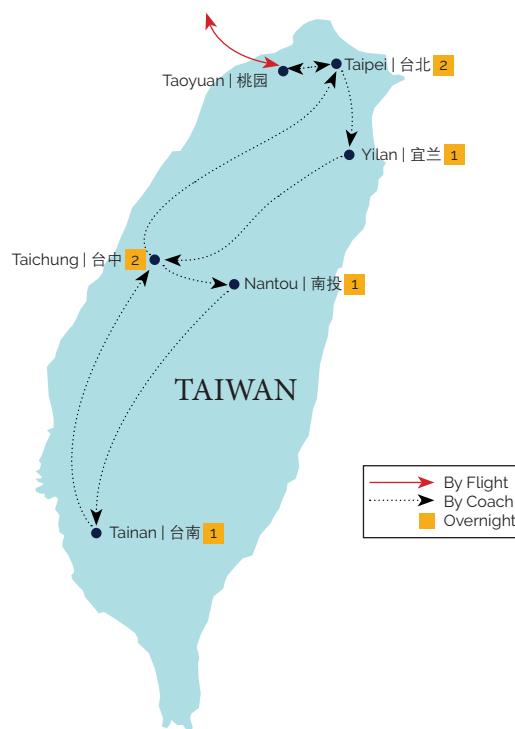 Taipei | 台北 2
Taoyuan | 桃园
Yilan | 宜兰 1
Taichung | 台中 2
Nantou | 南投 1
TAIWAN
By Flight
By Coach
Overnight
Tainan | 台南 1